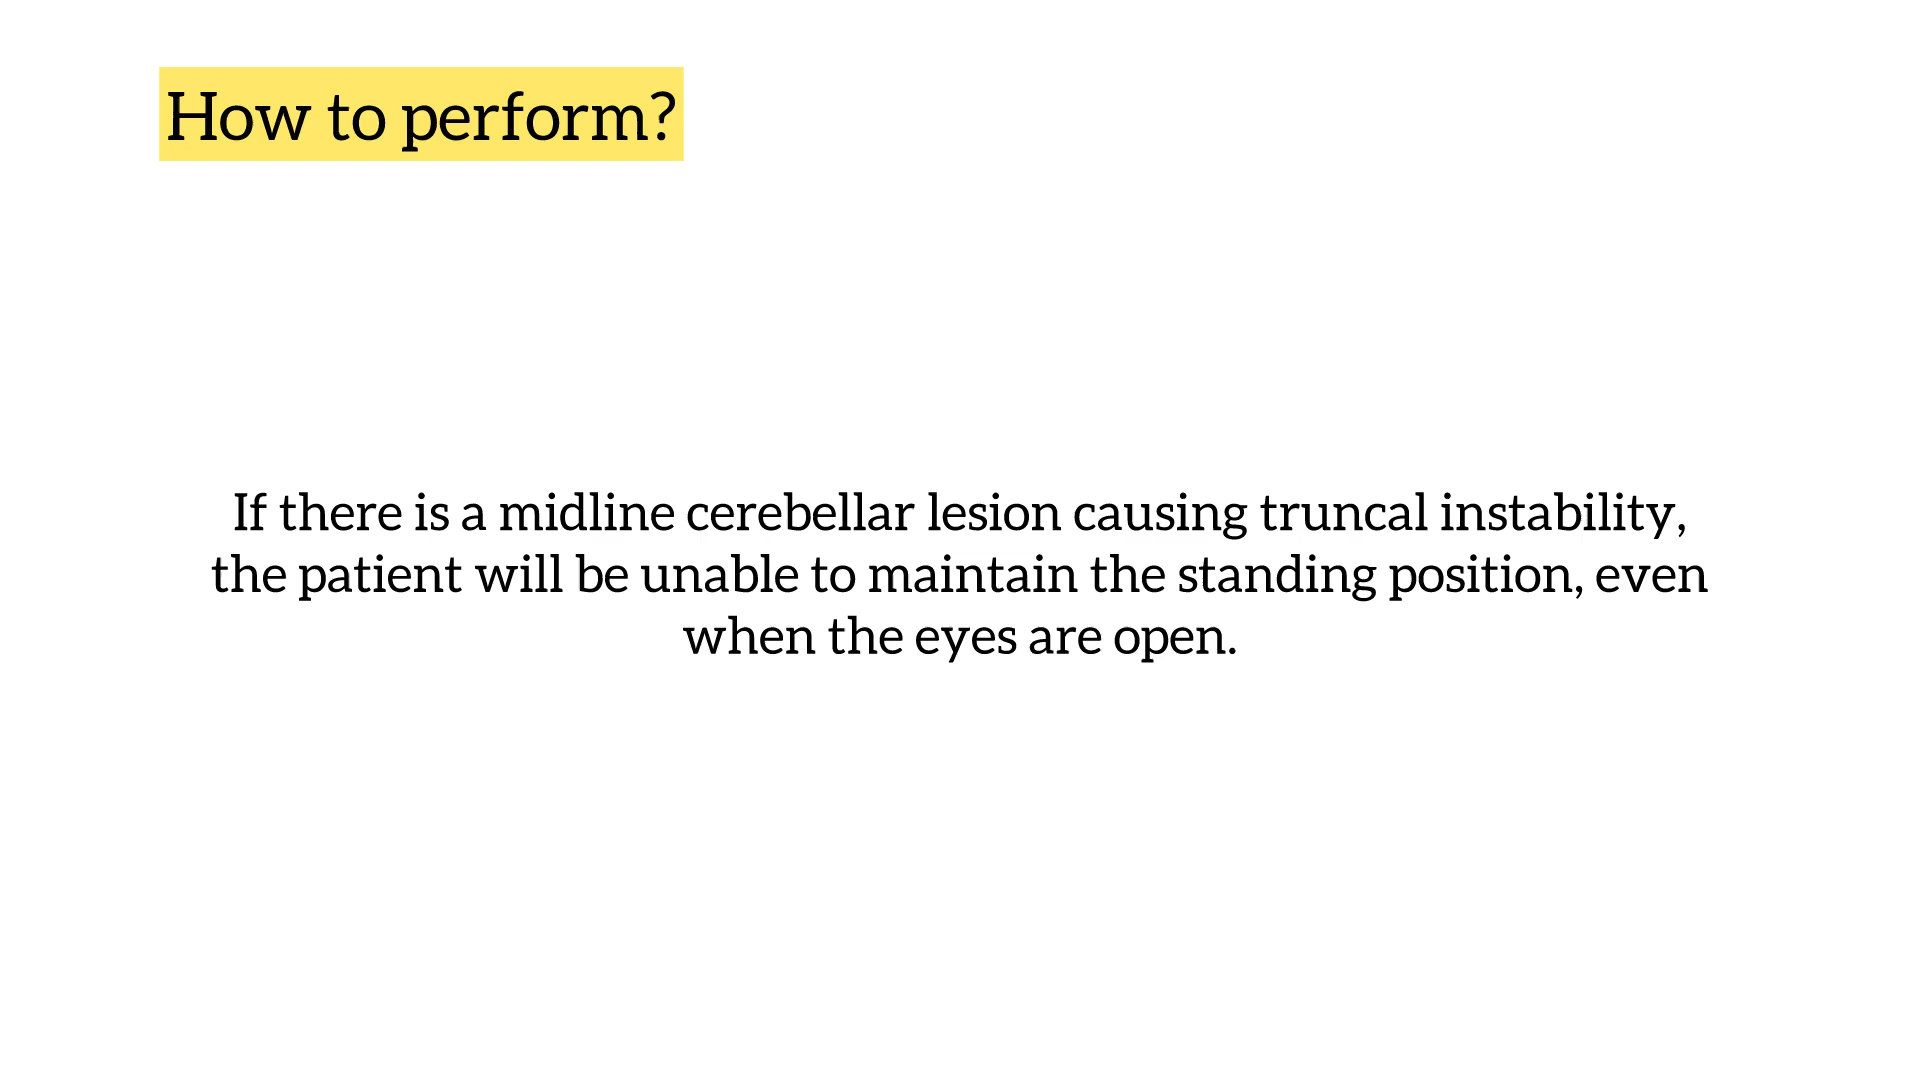 How to perform?
If there is a midline cerebellar lesion causing truncal instability,
the patient will be unable to maintain the standing position, even
when the eyes are open.